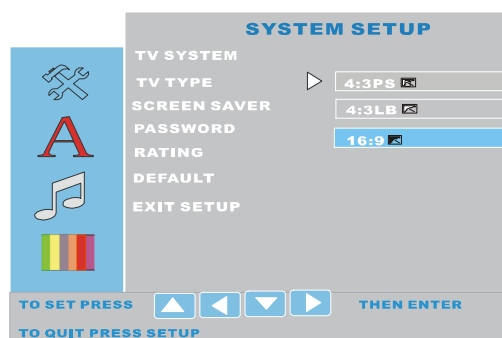 SYSTEM SETUP
TV SYSTEM
TV TYPE
4:3PS
SCREEN SAVER
4:3LB
PASSWORD
16:9
RATING
DEFAULT
EXIT SETUP
A
TO SET PRESS THEN ENTER
TO QUIT PRESS SETUP